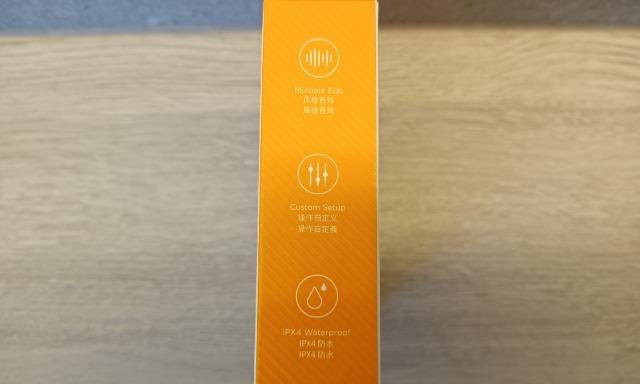 Multiple EQs
风格音效
風格音效
Custom Setup
操作自定义
操作自定義
IPX4 Waterproof
IPX4 防水
IPX4 防水